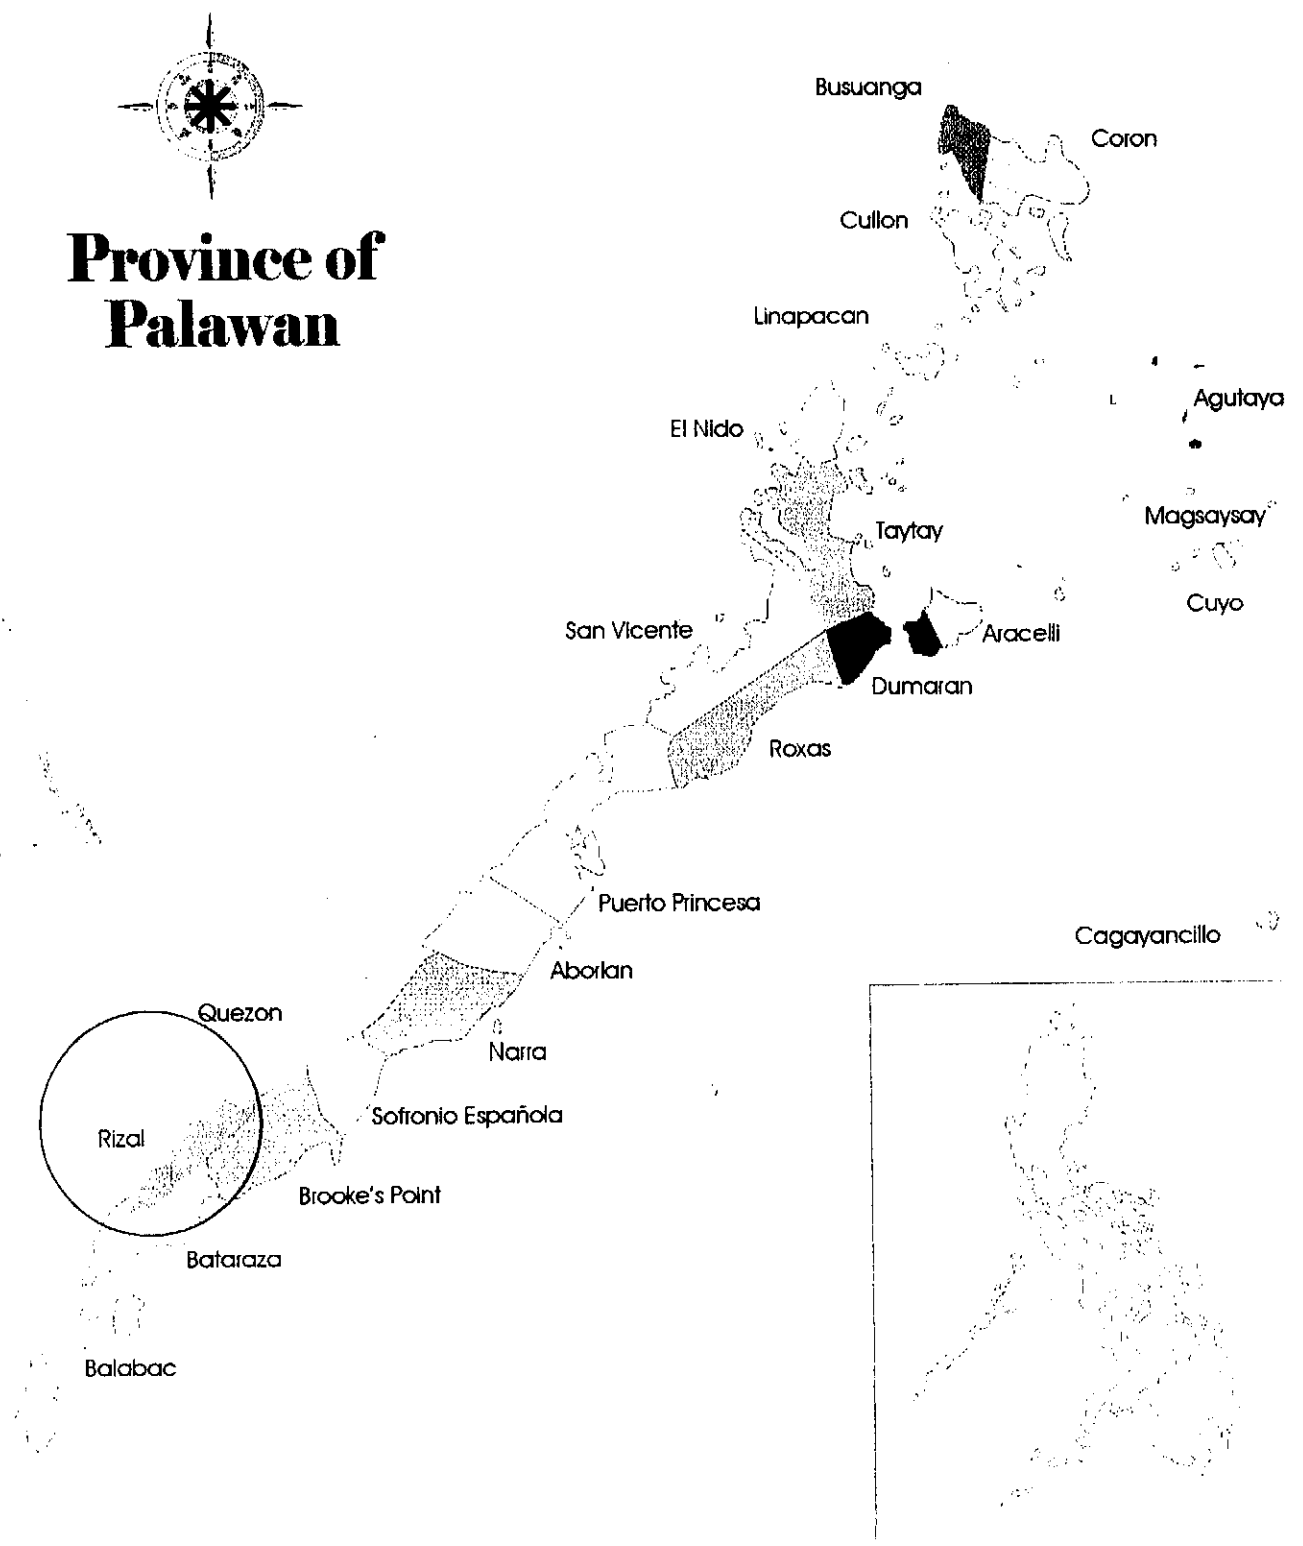 Province of
Palawan
Busuanga
Coron
Cullon
Linapacan
Agutaya
El Nido
Magsaysay
Taytay
Cuyo
San Vicente
Aracelli
Dumaran
Roxas
Puerto Princesa
Cagayancillo
Aborlan
Quezon
Narra
Sofronio Española
Rizal
Brooke's Point
Bataraza
Balabac